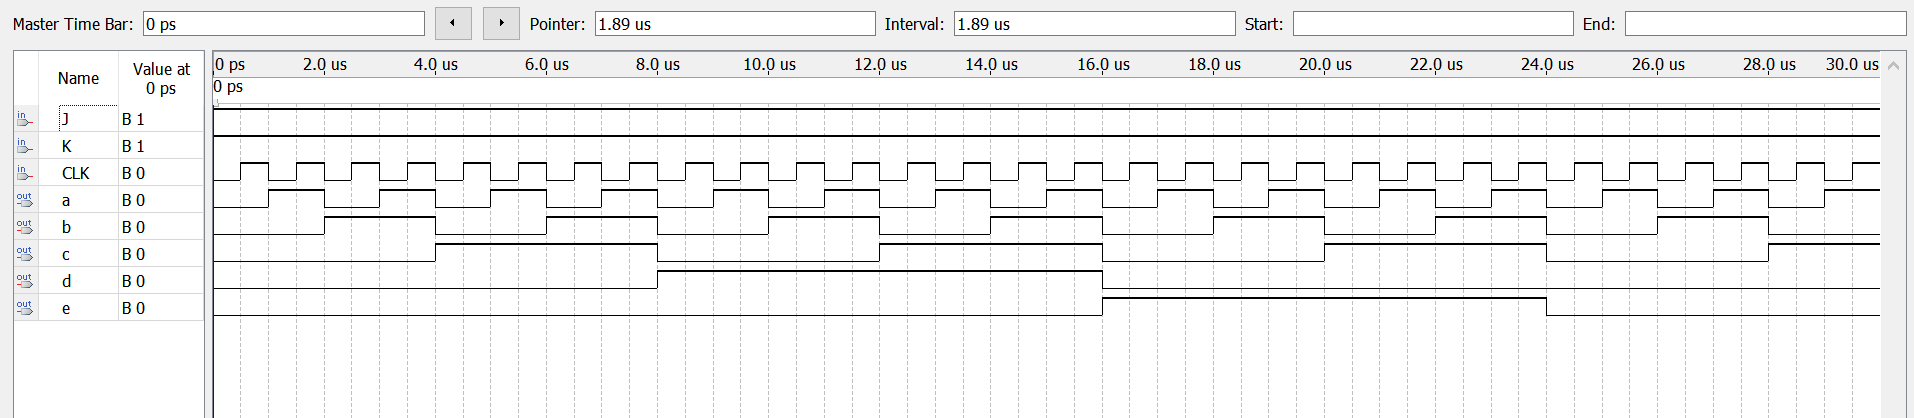 Master Time Bar: 0 ps Pointer: 1.89 us Interval: 1.89 us Start: End:
Name Value at 0 ps
0 ps 2.0 us 4.0 us 6.0 us 8.0 us 10.0 us 12.0 us 14.0 us 16.0 us 18.0 us 20.0 us 22.0 us 24.0 us 26.0 us 28.0 us 30.0 us
0 ps
in J B 1
in K B 1
in CLK B 0
out a B 0
out b B 0
out c B 0
out d B 0
out e B 0